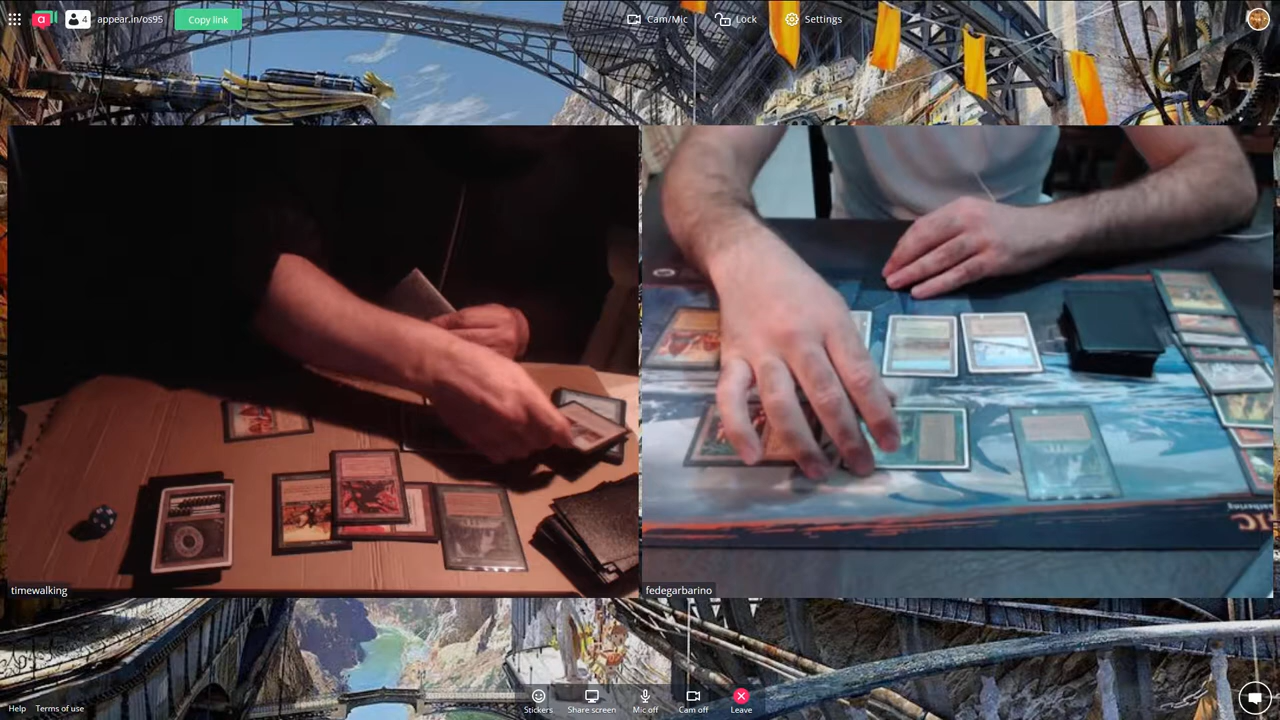 4 appear.in/os95 Copy link Cam/Mic Lock Settings
timewalking fedegarbarino
Help Terms of use Stickers Share screen Mic off Cam off Leave